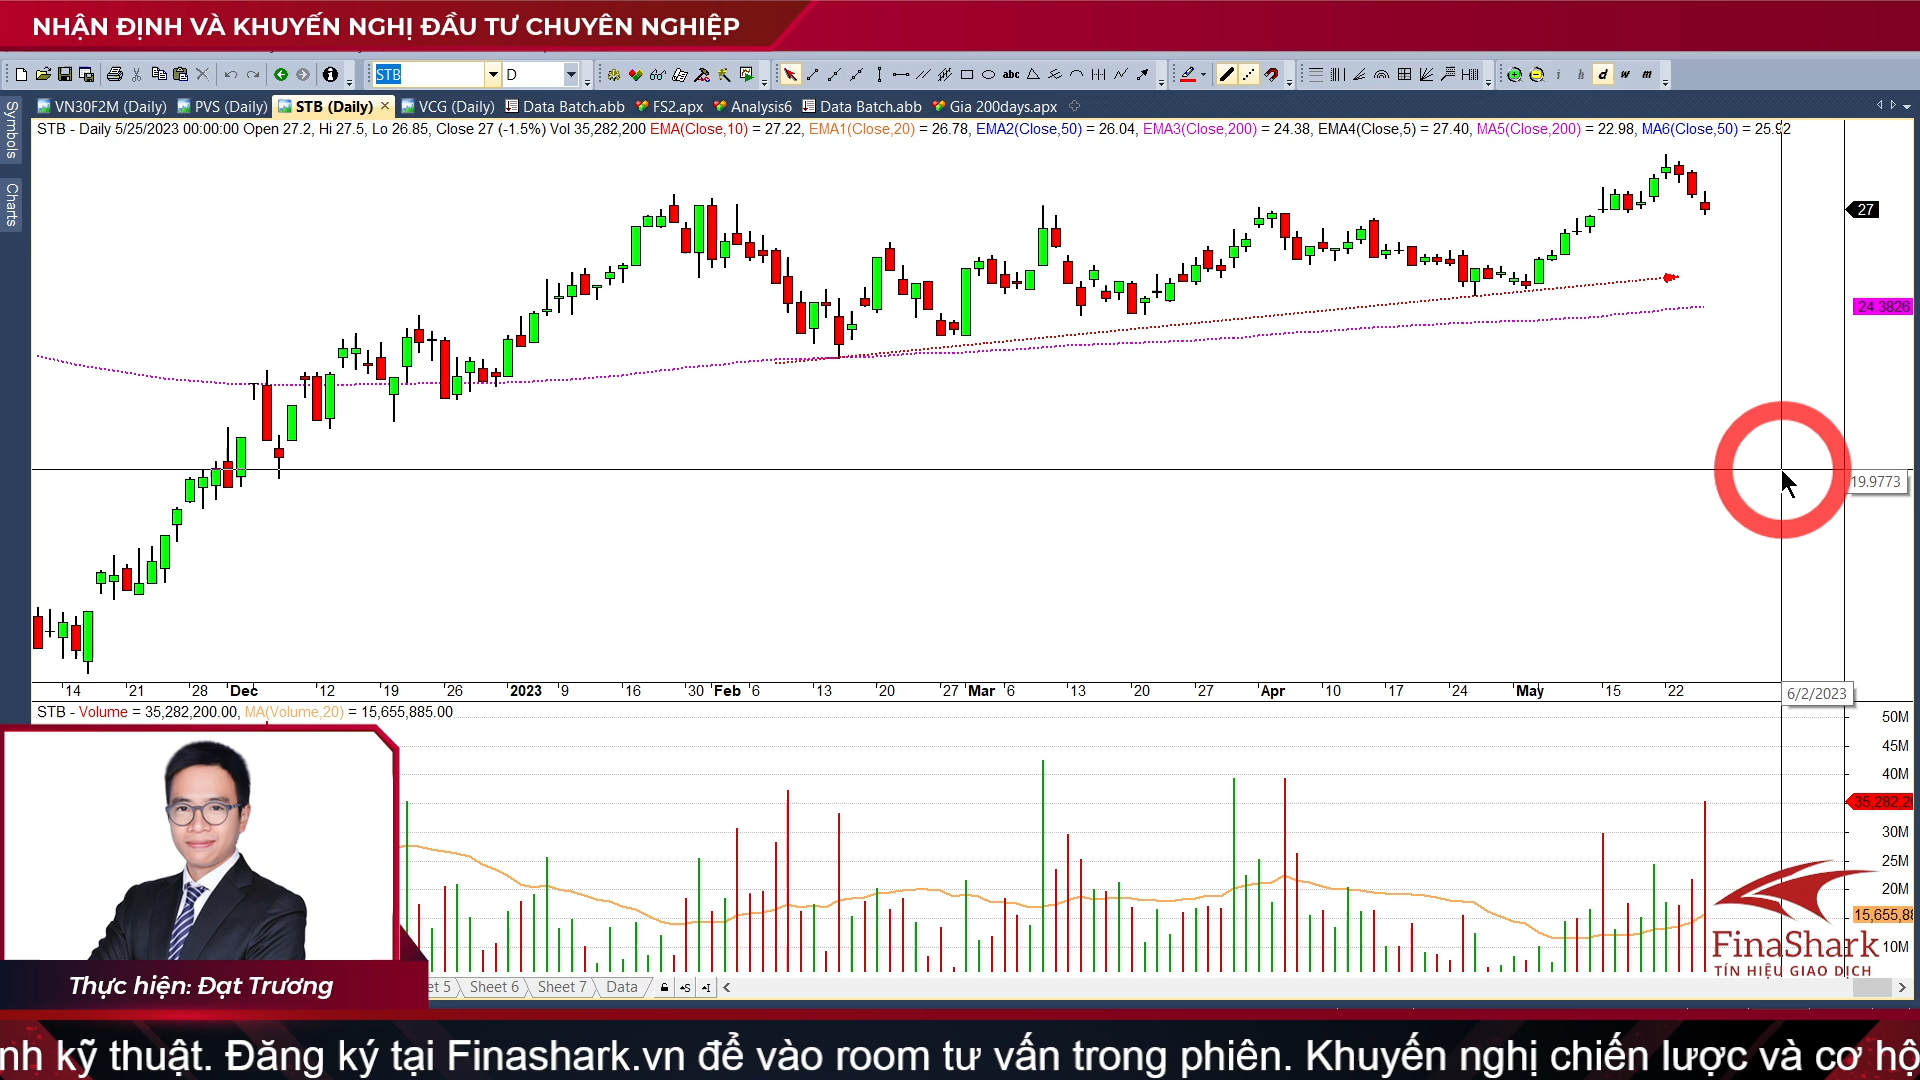 NHẬN ĐỊNH VÀ KHUYẾN NGHỊ ĐẦU TƯ CHUYÊN NGHIỆP
STB D abc i h d w m
VN30F2M (Daily) PVS (Daily) STB (Daily) VCG (Daily) Data Batch.abb FS2.apx Analysis6 Data Batch.abb Gia 200days.apx
Symbols
Charts
STB - Daily 5/25/2023 00:00:00 Open 27.2, Hi 27.5, Lo 26.85, Close 27 (-1.5%) Vol 35,282,200 EMA(Close,10) = 27.22, EMA1(Close,20) = 26.78, EMA2(Close,50) = 26.04, EMA3(Close,200) = 24.38, EMA4(Close,5) = 27.40, MA5(Close,200) = 22.98, MA6(Close,50) = 25.92
27
24.3826
19.9773
14 21 28 Dec 12 19 26 2023 9 16 30 Feb 6 13 20 27 Mar 6 13 20 27 Apr 10 17 24 May 15 22
6/2/2023
STB - Volume = 35,282,200.00, MA(Volume,20) = 15,655,885.00
50M
45M
40M
35,282,2
30M
25M
20M
15,655,88
10M
FinaShark
TÍN HIỆU GIAO DỊCH
Thực hiện: Đạt Trương
et 5 Sheet 6 Sheet 7 Data
nh kỹ thuật. Đăng ký tại Finashark.vn để vào room tư vấn trong phiên. Khuyến nghị chiến lược và cơ hộ